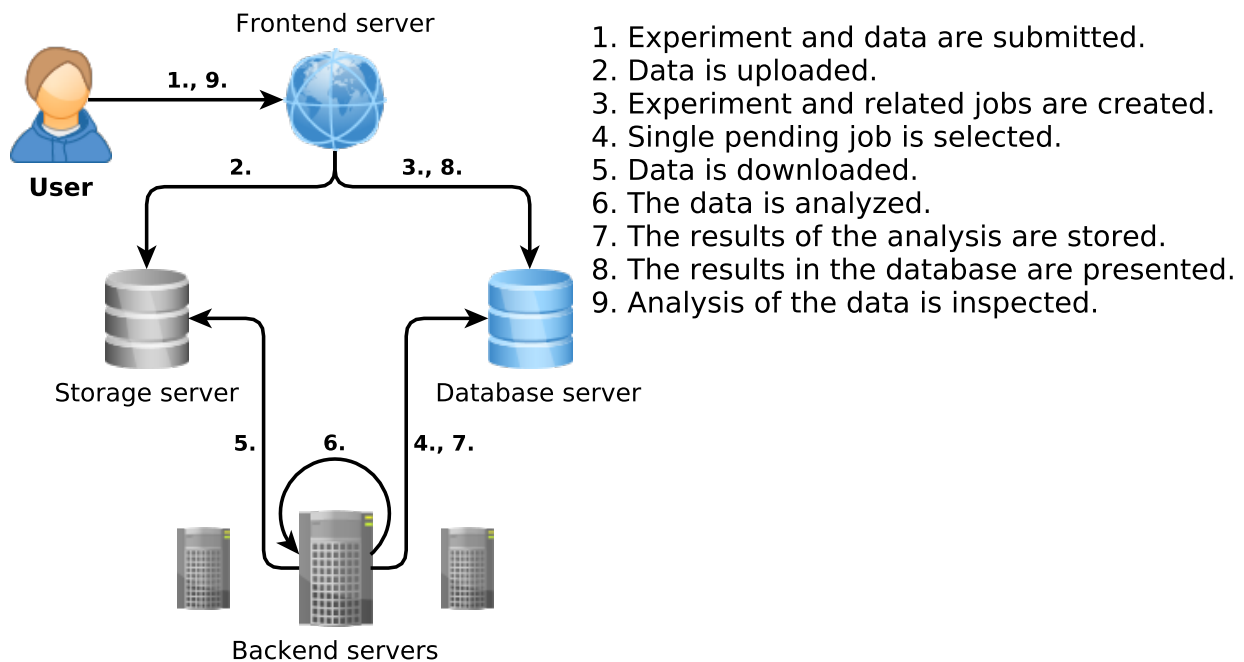 Frontend server
1., 9.
User
2.
3., 8.
Storage server
Database server
5.
6.
4., 7.
Backend servers
1. Experiment and data are submitted.
2. Data is uploaded.
3. Experiment and related jobs are created.
4. Single pending job is selected.
5. Data is downloaded.
6. The data is analyzed.
7. The results of the analysis are stored.
8. The results in the database are presented.
9. Analysis of the data is inspected.